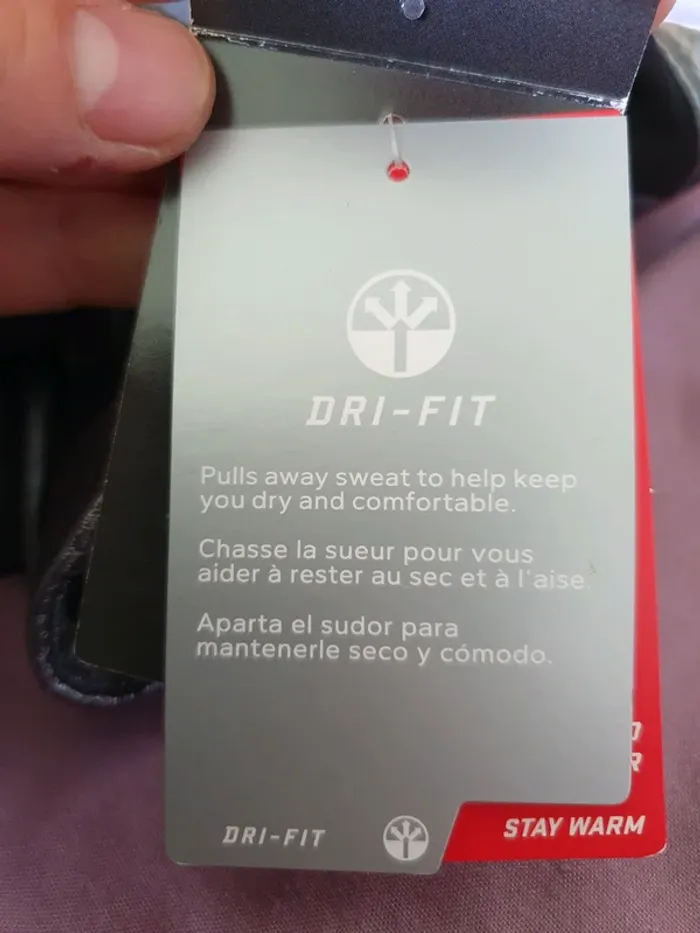 DRI-FIT
Pulls away sweat to help keep
you dry and comfortable.
Chasse la sueur pour vous
aider à rester au sec et à l'aise.
Aparta el sudor para
mantenerle seco y cómodo.
DRI-FIT
STAY WARM